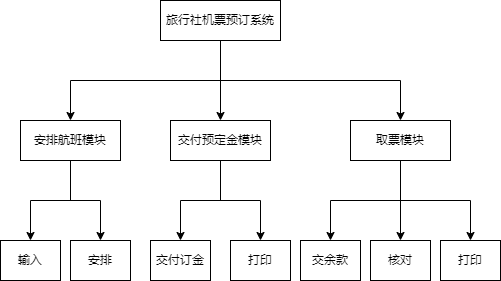 旅行社机票预订系统
安排航班模块
交付预定金模块
取票模块
输入
安排
交付订金
打印
交余款
核对
打印